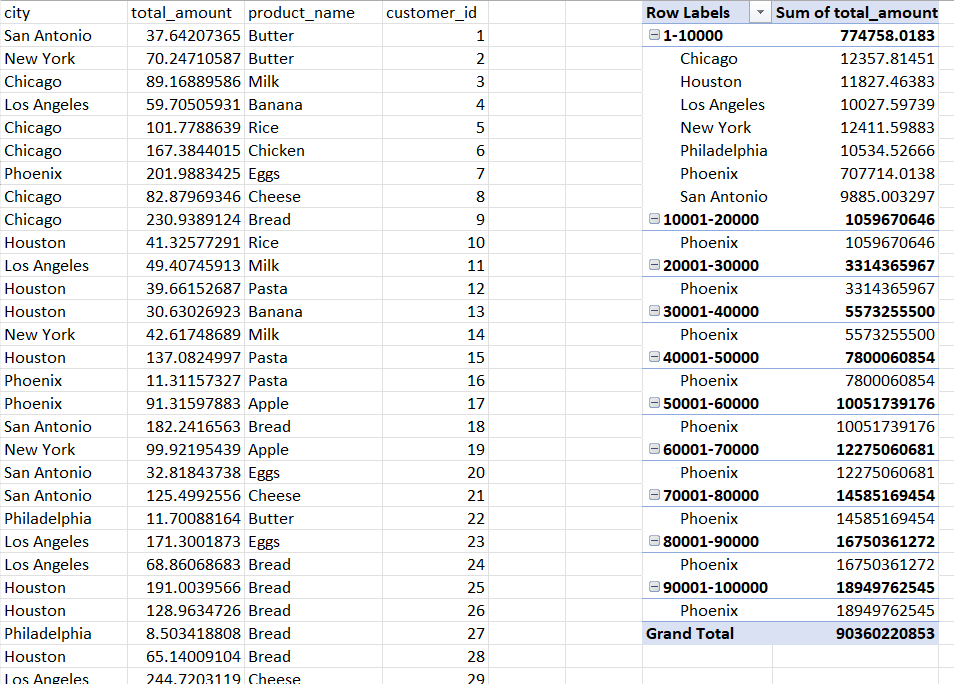 city total_amount product_name customer_id Row Labels Sum of total_amount
San Antonio 37.64207365 Butter 1 1-10000 774758.0183
New York 70.24710587 Butter 2 Chicago 12357.81451
Chicago 89.16889586 Milk 3 Houston 11827.46383
Los Angeles 59.70505931 Banana 4 Los Angeles 10027.59739
Chicago 101.7788639 Rice 5 New York 12411.59883
Chicago 167.3844015 Chicken 6 Philadelphia 10534.52666
Phoenix 201.9883425 Eggs 7 Phoenix 707714.0138
Chicago 82.87969346 Cheese 8 San Antonio 9885.003297
Chicago 230.9389124 Bread 9 10001-20000 1059670646
Houston 41.32577291 Rice 10 Phoenix 1059670646
Los Angeles 49.40745913 Milk 11 20001-30000 3314365967
Houston 39.66152687 Pasta 12 Phoenix 3314365967
Houston 30.63026923 Banana 13 30001-40000 5573255500
New York 42.61748689 Milk 14 Phoenix 5573255500
Houston 137.0824997 Pasta 15 40001-50000 7800060854
Phoenix 11.31157327 Pasta 16 Phoenix 7800060854
Phoenix 91.31597883 Apple 17 50001-60000 10051739176
San Antonio 182.2416563 Bread 18 Phoenix 10051739176
New York 99.92195439 Apple 19 60001-70000 12275060681
San Antonio 32.81843738 Eggs 20 Phoenix 12275060681
San Antonio 125.4992556 Cheese 21 70001-80000 14585169454
Philadelphia 11.70088164 Butter 22 Phoenix 14585169454
Los Angeles 171.3001873 Eggs 23 80001-90000 16750361272
Los Angeles 68.86068683 Bread 24 Phoenix 16750361272
Houston 191.0039566 Bread 25 90001-100000 18949762545
Houston 128.9634726 Bread 26 Phoenix 18949762545
Philadelphia 8.503418808 Bread 27 Grand Total 90360220853
Houston 65.14009104 Bread 28
Los Angeles 244.7203119 Cheese 29